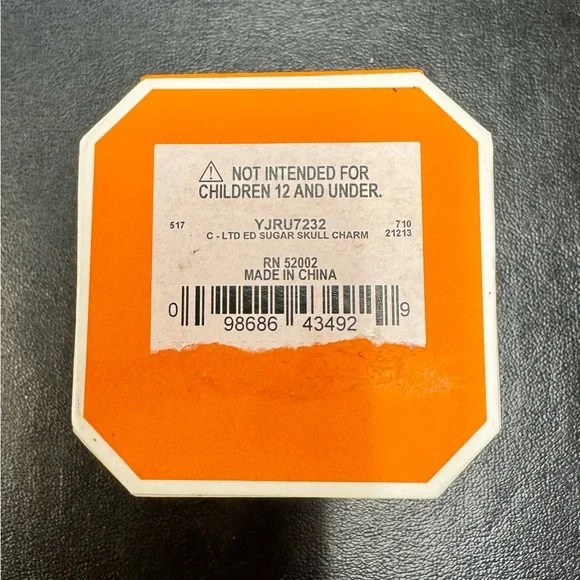 ⚠ NOT INTENDED FOR
CHILDREN 12 AND UNDER.
517 YJRU7232 710
C - LTD ED SUGAR SKULL CHARM 21213
RN 52002
MADE IN CHINA
0 98686 43492 9